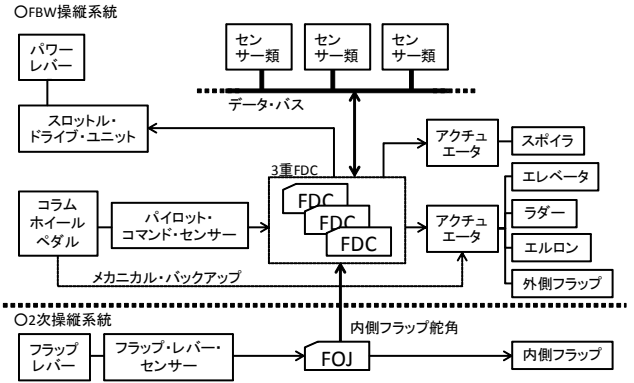 〇FBW操縦系統
パワー
レバー
セン
サー類
セン
サー類
セン
サー類
データ・バス
スロットル・
ドライブ・ユニット
アクチュ
エータ
スポイラ
3重FDC
FDC
FDC
FDC
コラム
ホイール
ペダル
パイロット・
コマンド・センサー
アクチュ
エータ
エレベータ
ラダー
エルロン
外側フラップ
メカニカル・バックアップ
〇2次操縦系統
内側フラップ舵角
フラップ
レバー
フラップ・レバー・
センサー
FOJ
内側フラップ